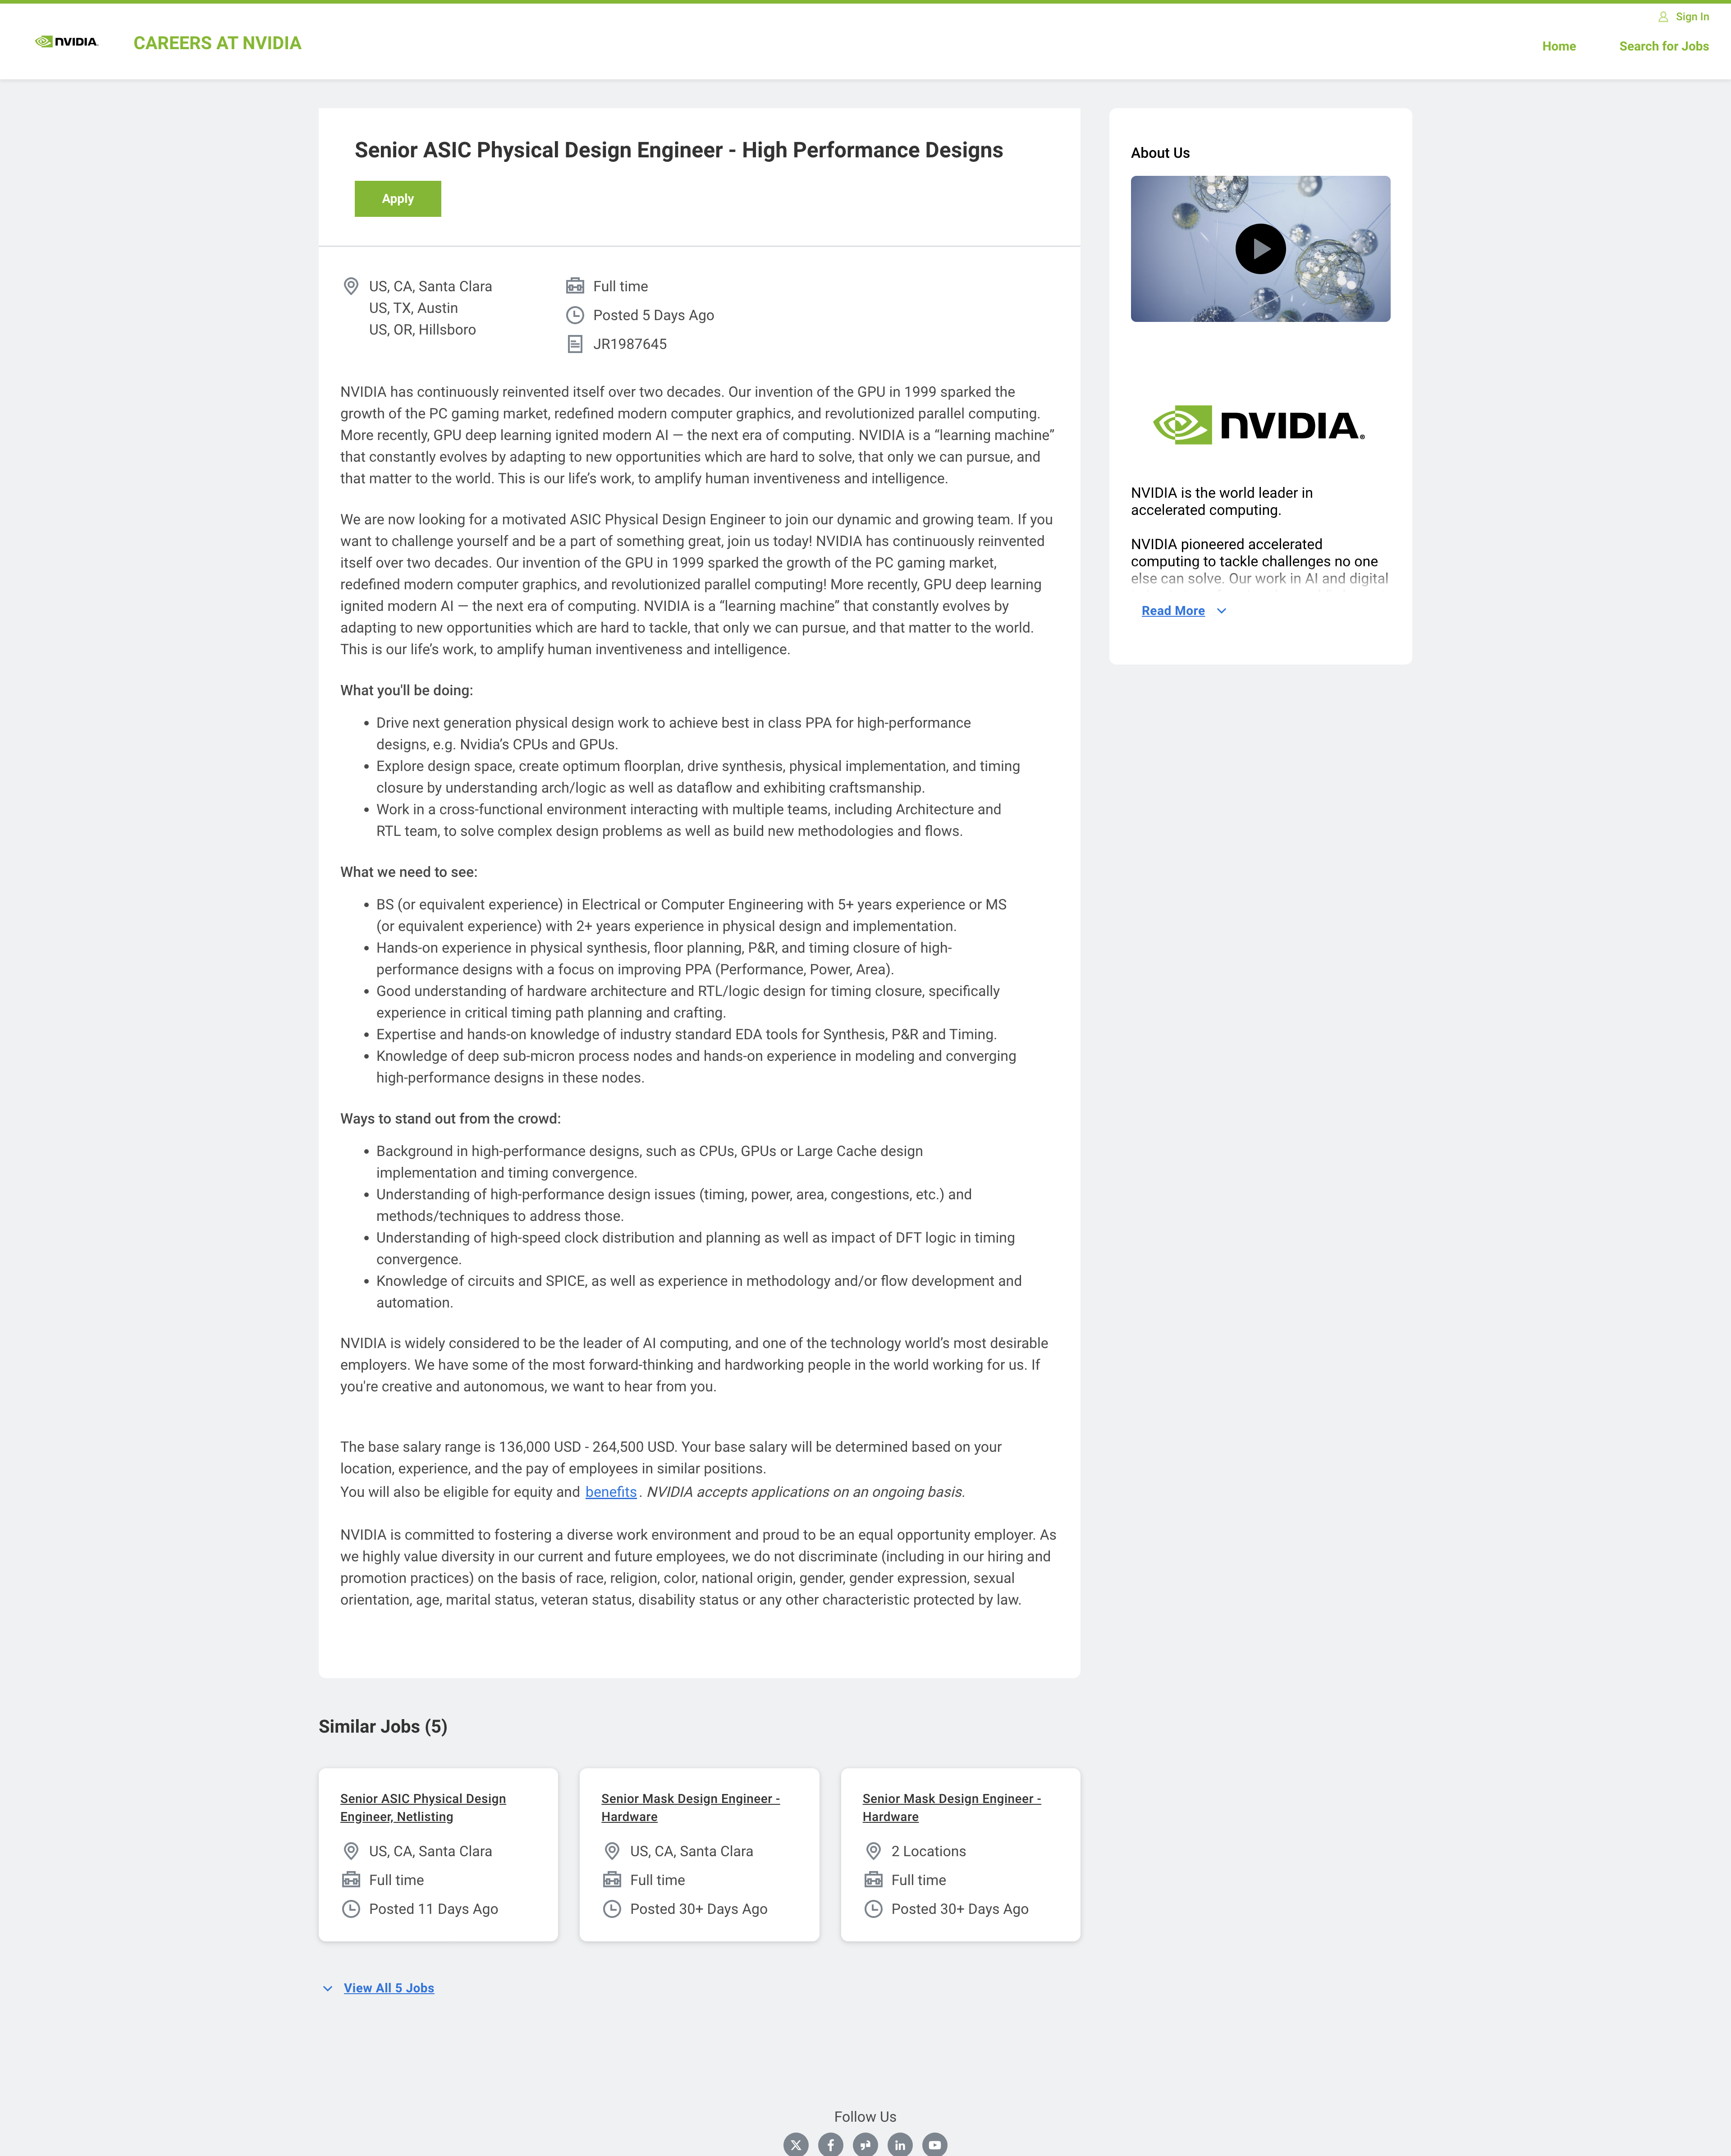 Sign In
NVIDIA.
CAREERS AT NVIDIA
Home
Search for Jobs
Senior ASIC Physical Design Engineer - High Performance Designs
Apply
US, CA, Santa Clara
US, TX, Austin
US, OR, Hillsboro
Full time
Posted 5 Days Ago
JR1987645
NVIDIA has continuously reinvented itself over two decades. Our invention of the GPU in 1999 sparked the
growth of the PC gaming market, redefined modern computer graphics, and revolutionized parallel computing.
More recently, GPU deep learning ignited modern AI — the next era of computing. NVIDIA is a “learning machine”
that constantly evolves by adapting to new opportunities which are hard to solve, that only we can pursue, and
that matter to the world. This is our life’s work, to amplify human inventiveness and intelligence.
We are now looking for a motivated ASIC Physical Design Engineer to join our dynamic and growing team. If you
want to challenge yourself and be a part of something great, join us today! NVIDIA has continuously reinvented
itself over two decades. Our invention of the GPU in 1999 sparked the growth of the PC gaming market,
redefined modern computer graphics, and revolutionized parallel computing! More recently, GPU deep learning
ignited modern AI — the next era of computing. NVIDIA is a “learning machine” that constantly evolves by
adapting to new opportunities which are hard to tackle, that only we can pursue, and that matter to the world.
This is our life’s work, to amplify human inventiveness and intelligence.
What you'll be doing:
• Drive next generation physical design work to achieve best in class PPA for high-performance
designs, e.g. Nvidia’s CPUs and GPUs.
• Explore design space, create optimum floorplan, drive synthesis, physical implementation, and timing
closure by understanding arch/logic as well as dataflow and exhibiting craftsmanship.
• Work in a cross-functional environment interacting with multiple teams, including Architecture and
RTL team, to solve complex design problems as well as build new methodologies and flows.
What we need to see:
• BS (or equivalent experience) in Electrical or Computer Engineering with 5+ years experience or MS
(or equivalent experience) with 2+ years experience in physical design and implementation.
• Hands-on experience in physical synthesis, floor planning, P&R, and timing closure of high-
performance designs with a focus on improving PPA (Performance, Power, Area).
• Good understanding of hardware architecture and RTL/logic design for timing closure, specifically
experience in critical timing path planning and crafting.
• Expertise and hands-on knowledge of industry standard EDA tools for Synthesis, P&R and Timing.
• Knowledge of deep sub-micron process nodes and hands-on experience in modeling and converging
high-performance designs in these nodes.
Ways to stand out from the crowd:
• Background in high-performance designs, such as CPUs, GPUs or Large Cache design
implementation and timing convergence.
• Understanding of high-performance design issues (timing, power, area, congestions, etc.) and
methods/techniques to address those.
• Understanding of high-speed clock distribution and planning as well as impact of DFT logic in timing
convergence.
• Knowledge of circuits and SPICE, as well as experience in methodology and/or flow development and
automation.
NVIDIA is widely considered to be the leader of AI computing, and one of the technology world’s most desirable
employers. We have some of the most forward-thinking and hardworking people in the world working for us. If
you're creative and autonomous, we want to hear from you.
The base salary range is 136,000 USD - 264,500 USD. Your base salary will be determined based on your
location, experience, and the pay of employees in similar positions.
You will also be eligible for equity and benefits. NVIDIA accepts applications on an ongoing basis.
NVIDIA is committed to fostering a diverse work environment and proud to be an equal opportunity employer. As
we highly value diversity in our current and future employees, we do not discriminate (including in our hiring and
promotion practices) on the basis of race, religion, color, national origin, gender, gender expression, sexual
orientation, age, marital status, veteran status, disability status or any other characteristic protected by law.
About Us
NVIDIA.
NVIDIA is the world leader in
accelerated computing.
NVIDIA pioneered accelerated
computing to tackle challenges no one
else can solve. Our work in AI and digital
Read More
Similar Jobs (5)
Senior ASIC Physical Design
Engineer, Netlisting
US, CA, Santa Clara
Full time
Posted 11 Days Ago
Senior Mask Design Engineer -
Hardware
US, CA, Santa Clara
Full time
Posted 30+ Days Ago
Senior Mask Design Engineer -
Hardware
2 Locations
Full time
Posted 30+ Days Ago
View All 5 Jobs
Follow Us